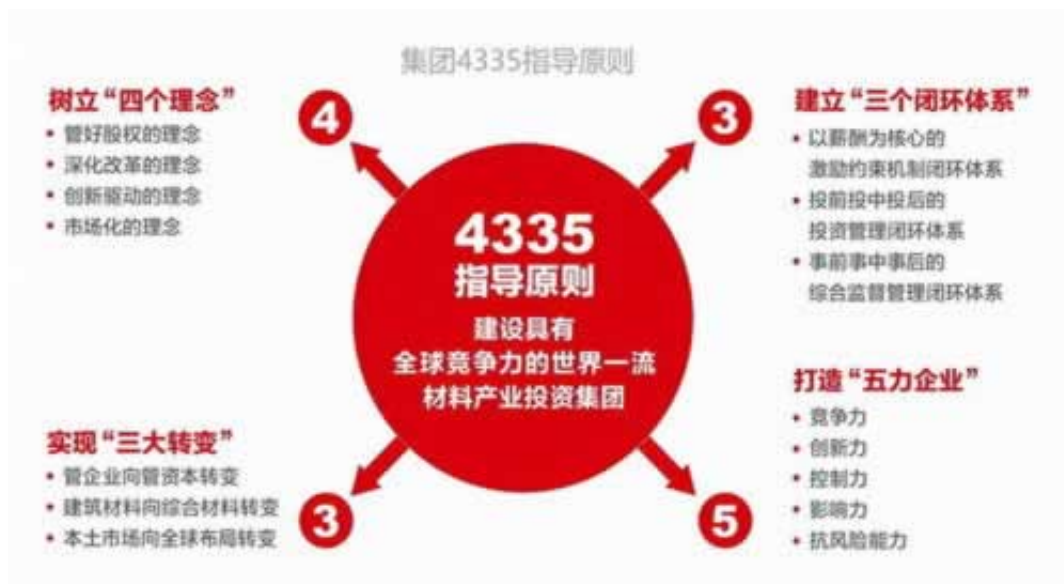 集团4335指导原则
树立“四个理念”
• 管好股权的理念
• 深化改革的理念
• 创新驱动的理念
• 市场化的理念
4
3
建立“三个闭环体系”
• 以薪酬为核心的
激励约束机制闭环体系
• 投前投中投后的
投资管理闭环体系
• 事前事中事后的
综合监督管理闭环体系
4335
指导原则
建设具有
全球竞争力的世界一流
材料产业投资集团
实现“三大转变”
• 管企业向管资本转变
• 建筑材料向综合材料转变
• 本土市场向全球布局转变
3
5
打造“五力企业”
• 竞争力
• 创新力
• 控制力
• 影响力
• 抗风险能力